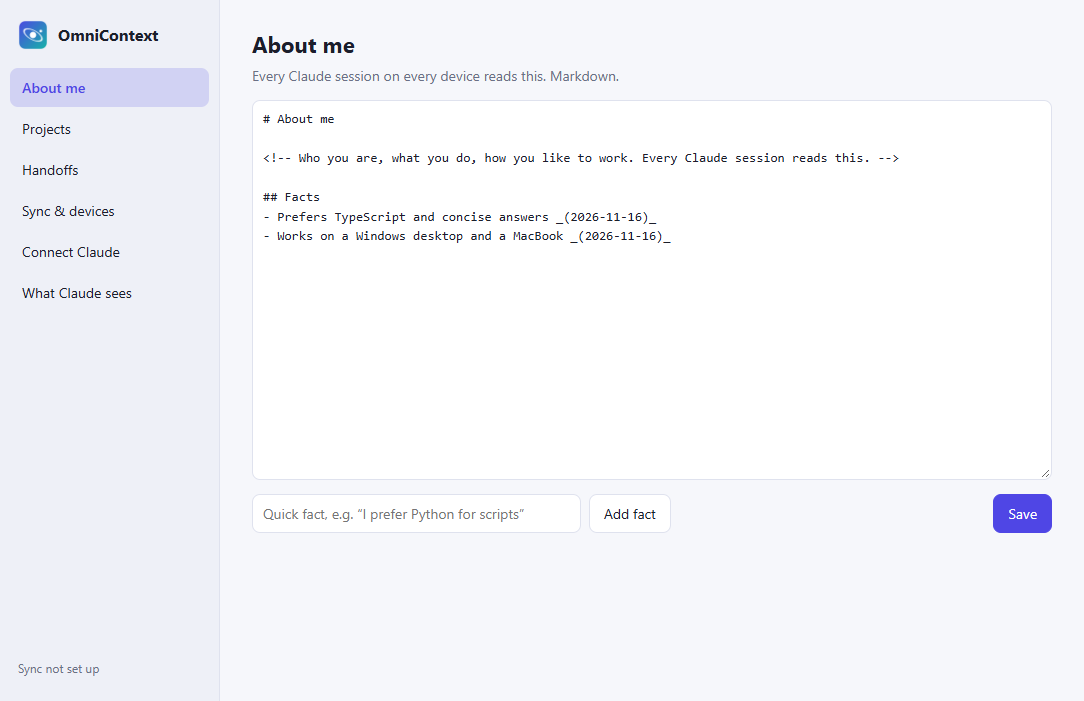 OmniContext
About me
Projects
Handoffs
Sync & devices
Connect Claude
What Claude sees
Sync not set up
About me
Every Claude session on every device reads this. Markdown.
# About me
<!-- Who you are, what you do, how you like to work. Every Claude session reads this. -->
## Facts
- Prefers TypeScript and concise answers _(2026-11-16)_
- Works on a Windows desktop and a MacBook _(2026-11-16)_
Quick fact, e.g. “I prefer Python for scripts”
Add fact
Save